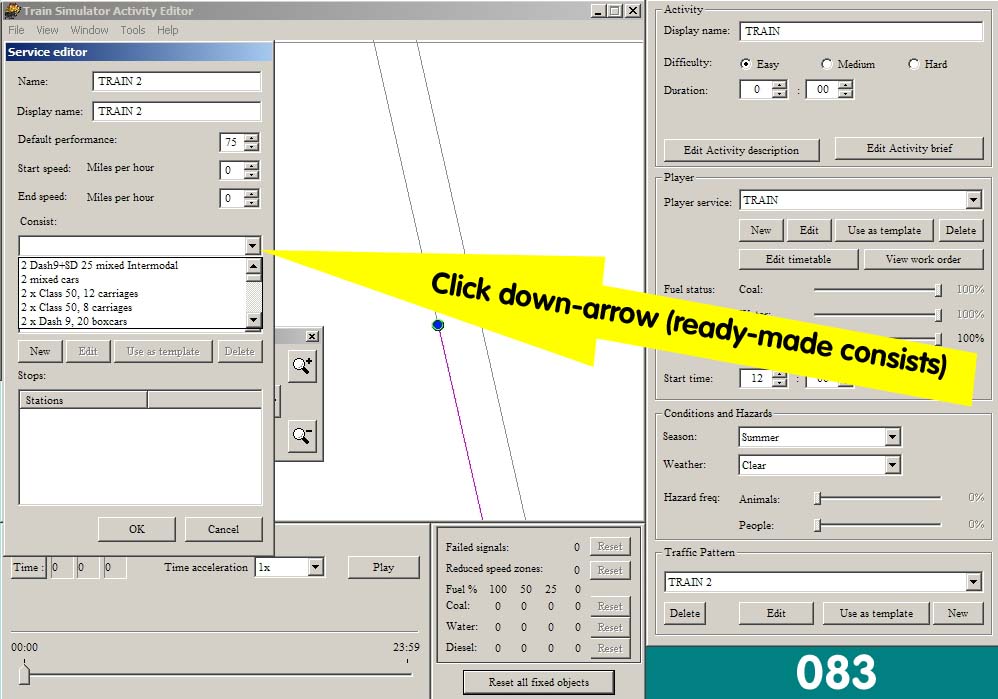 Train Simulator Activity Editor
File View Window Tools Help
Service editor
Name: TRAIN 2
Display name: TRAIN 2
Default performance: 75
Start speed: Miles per hour 0
End speed: Miles per hour 0
Consist:
2 Dash9+SD 25 mixed Intermodal
2 mixed cars
2 x Class 50, 12 carriages
2 x Class 50, 8 carriages
2 x Dash 9, 20 boxcars
New Edit Use as template Delete
Stops:
Stations
OK Cancel
Click down-arrow (ready-made consists)
Time : 0 0 0 Time acceleration 1x Play
00:00 23:59
Failed signals: 0 Reset
Reduced speed zones: 0 Reset
Fuel % 100 50 25 0
Coal: 0 0 0 0 Reset
Water: 0 0 0 0 Reset
Diesel: 0 0 0 0 Reset
Reset all fixed objects
Activity
Display name: TRAIN
Difficulty: Easy Medium Hard
Duration: 0 : 00
Edit Activity description Edit Activity brief
Player
Player service: TRAIN
New Edit Use as template Delete
Edit timetable View work order
Fuel status: Coal: 100%
100%
100%
Start time: 12 :
Conditions and Hazards
Season: Summer
Weather: Clear
Hazard freq: Animals: 0%
People: 0%
Traffic Pattern
TRAIN 2
Delete Edit Use as template New
083